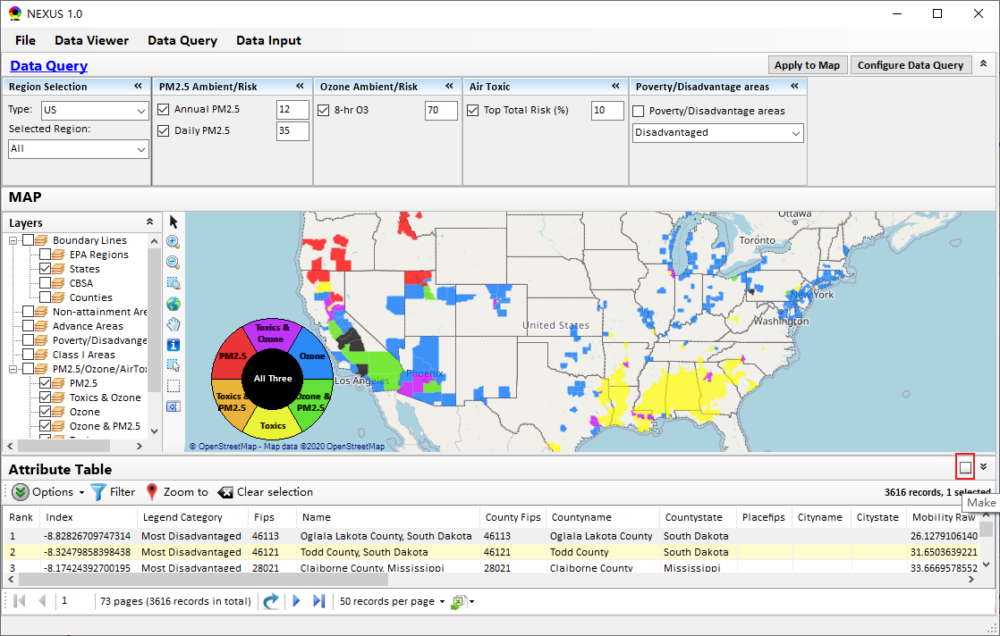 NEXUS 1.0
File Data Viewer Data Query Data Input
Data Query Apply to Map Configure Data Query
Region Selection
Type: US
Selected Region:
All
PM2.5 Ambient/Risk
Annual PM2.5 12
Daily PM2.5 35
Ozone Ambient/Risk
8-hr O3 70
Air Toxic
Top Total Risk (%) 10
Poverty/Disadvantage areas
Poverty/Disadvantage areas
Disadvantaged
MAP
Layers
Boundary Lines
EPA Regions
States
CBSA
Counties
Non-attainment Are
Advance Areas
Poverty/Disadvange
Class I Areas
PM2.5/Ozone/AirTox
PM2.5
Toxics & Ozone
Ozone
Ozone & PM2.5
Ottawa
Toronto
New York
United States
Washington
Phoenix
Los Angeles
Toxics &
Ozone
PM2.5
Ozone
All Three
Toxics &
PM2.5
Ozone &
PM2.5
Toxics
© OpenStreetMap - Map data ©2020 OpenStreetMap
Attribute Table
Options Filter Zoom to Clear selection 3616 records, 1 selected
Make
Rank Index Legend Category Fips Name County Fips Countyname Countystate Placefips Cityname Citystate Mobility Raw
1 -8.82826709747314 Most Disadvantaged 46113 Oglala Lakota County, South Dakota 46113 Oglala Lakota County South Dakota 26.1279106140
2 -8.32479858398438 Most Disadvantaged 46121 Todd County, South Dakota 46121 Todd County South Dakota 31.6503639221
3 -8.17424392700195 Most Disadvantaged 28021 Claiborne County, Mississippi 28021 Claiborne County Mississippi 33.6669578552
1 73 pages (3616 records in total) 50 records per page